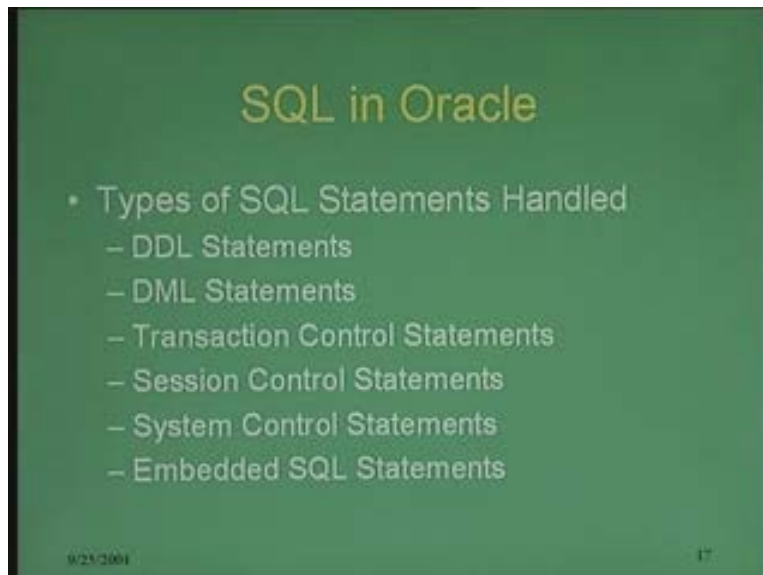 SQL in Oracle
• Types of SQL Statements Handled
– DDL Statements
– DML Statements
– Transaction Control Statements
– Session Control Statements
– System Control Statements
– Embedded SQL Statements
17